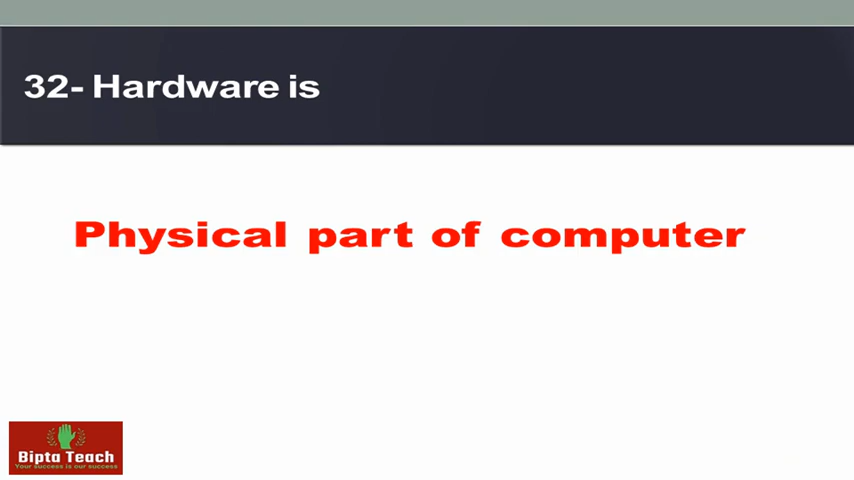 32- Hardware is
Physical part of computer
Bipta Teach
Your success is our success